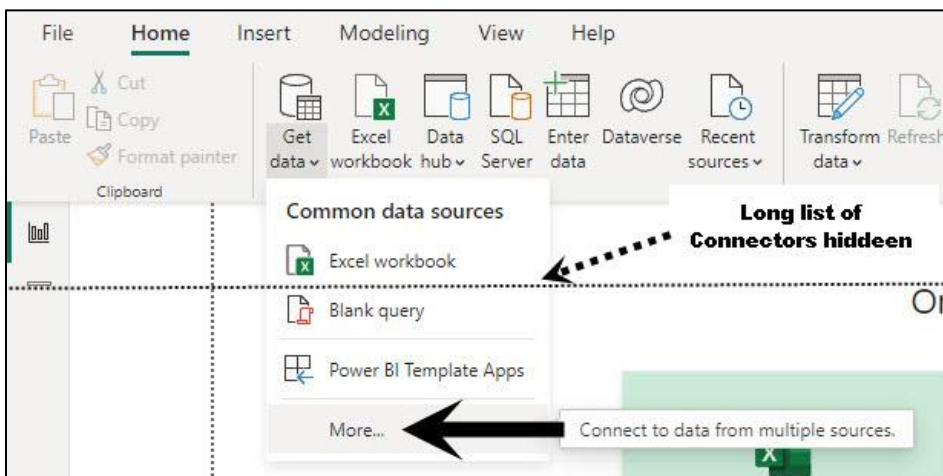 File Home Insert Modeling View Help
Paste
Cut
Copy
Format painter
Clipboard
Get data
Excel workbook
Data hub
SQL Server
Enter data
Dataverse
Recent sources
Transform data
Refresh
Common data sources
Excel workbook
Blank query
Power BI Template Apps
More...
Long list of
Connectors hiddeen
Connect to data from multiple sources.